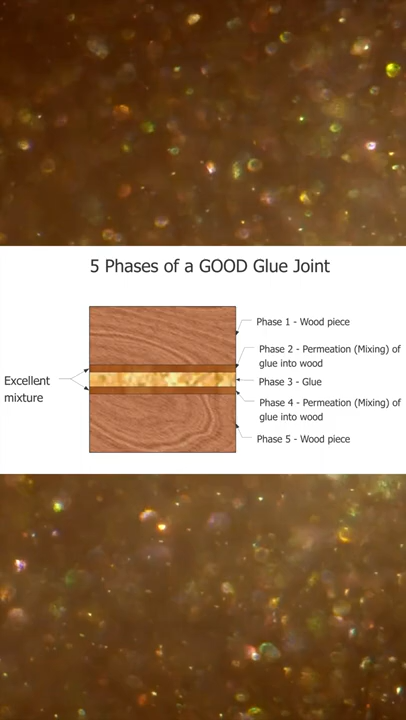 5 Phases of a GOOD Glue Joint
Phase 1 - Wood piece
Phase 2 - Permeation (Mixing) of
glue into wood
Excellent
mixture
Phase 3 - Glue
Phase 4 - Permeation (Mixing) of
glue into wood
Phase 5 - Wood piece